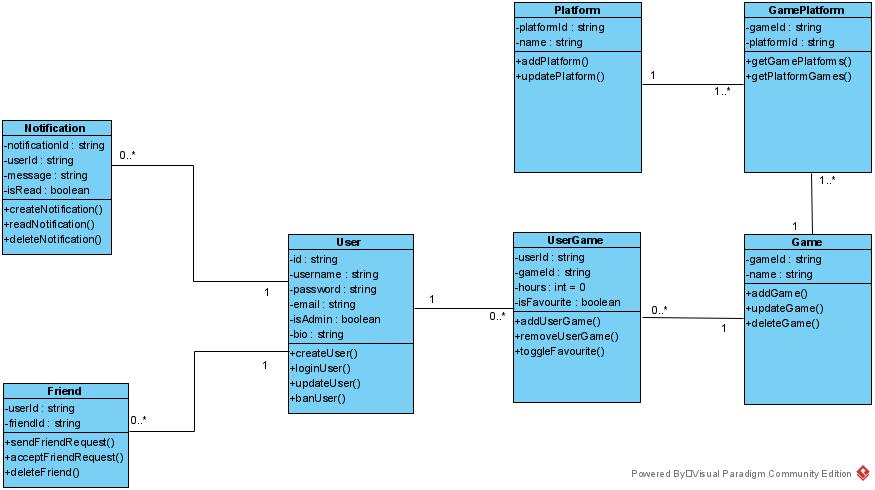 Platform
-platformId : string
-name : string
+addPlatform()
+updatePlatform()
1
1..*
GamePlatform
-gameId : string
-platformId : string
+getGamePlatforms()
+getPlatformGames()
1..*
1
Notification
-notificationId : string
-userId : string
-message : string
-isRead : boolean
+createNotification()
+readNotification()
+deleteNotification()
0..*
1
User
-id : string
-username : string
-password : string
-email : string
-isAdmin : boolean
-bio : string
+createUser()
+loginUser()
+updateUser()
+banUser()
1
0..*
UserGame
-userId : string
-gameId : string
-hours : int = 0
-isFavourite : boolean
+addUserGame()
+removeUserGame()
+toggleFavourite()
0..*
1
Game
-gameId : string
-name : string
+addGame()
+updateGame()
+deleteGame()
1
0..*
Friend
-userId : string
-friendId : string
+sendFriendRequest()
+acceptFriendRequest()
+deleteFriend()
Powered By□Visual Paradigm Community Edition